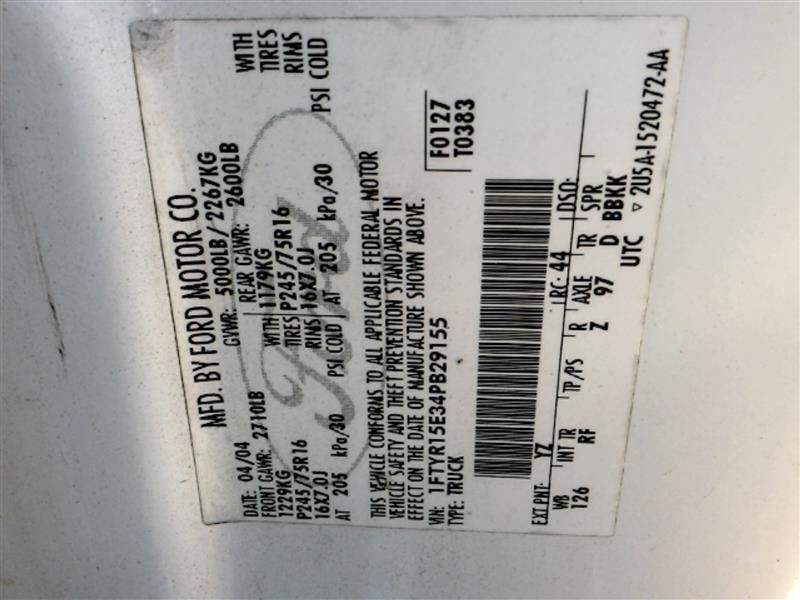 MFD. BY FORD MOTOR CO.
DATE: 04/04 GVWR: 5000LB / 2267KG
FRONT GAWR: 2710LB REAR GAWR: 2600LB
1229KG WITH 1179KG WITH
P245/75R16 TIRES P245/75R16 TIRES
16X7.0J RIMS 16X7.0J RIMS
AT 205 kPa/30 PSI COLD AT 205 kPa/30 PSI COLD
Ford
THIS VEHICLE CONFORMS TO ALL APPLICABLE FEDERAL MOTOR
VEHICLE SAFETY AND THEFT PREVENTION STANDARDS IN
EFFECT ON THE DATE OF MANUFACTURE SHOWN ABOVE.
VIN: 1FTYR15E34PB29155 F0127
TYPE: TRUCK T0383
EXT PNT: YZ RC: 44 DSO:
WB INT TR TP/PS R AXLE TR SPR
126 RF Z 97 D BBKK
UTC ▽ 2U5A-1520472-AA